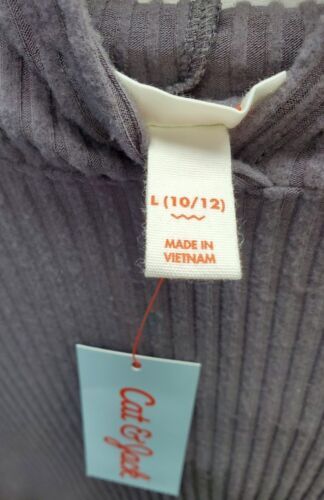 L (10/12)
MADE IN
VIETNAM
Cat & Jack